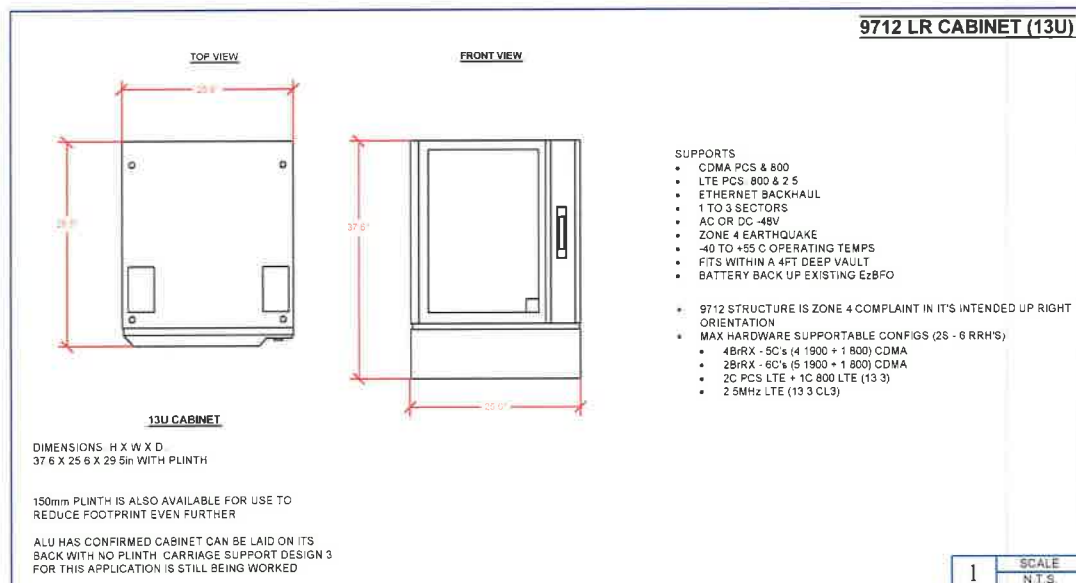 9712 LR CABINET (13U)
TOP VIEW
FRONT VIEW
37.6"
13U CABINET
DIMENSIONS H X W X D
37 6 X 25 6 X 29 5in WITH PLINTH
150mm PLINTH IS ALSO AVAILABLE FOR USE TO
REDUCE FOOTPRINT EVEN FURTHER
ALU HAS CONFIRMED CABINET CAN BE LAID ON ITS
BACK WITH NO PLINTH CARRIAGE SUPPORT DESIGN 3
FOR THIS APPLICATION IS STILL BEING WORKED
SUPPORTS
• CDMA PCS & 800
• LTE PCS 800 & 2 5
• ETHERNET BACKHAUL
• 1 TO 3 SECTORS
• AC OR DC -48V
• ZONE 4 EARTHQUAKE
• -40 TO +55 C OPERATING TEMPS
• FITS WITHIN A 4FT DEEP VAULT
• BATTERY BACK UP EXISTING EzBFO
• 9712 STRUCTURE IS ZONE 4 COMPLAINT IN IT'S INTENDED UP RIGHT
ORIENTATION
• MAX HARDWARE SUPPORTABLE CONFIGS (2S - 6 RRH'S)
• 4BrRX - 5C's (4 1900 + 1 800) CDMA
• 2BrRX - 6C's (5 1900 + 1 800) CDMA
• 2C PCS LTE + 1C 800 LTE (13 3)
• 2 5MHz LTE (13 3 CL3)
1
SCALE
N.T.S.